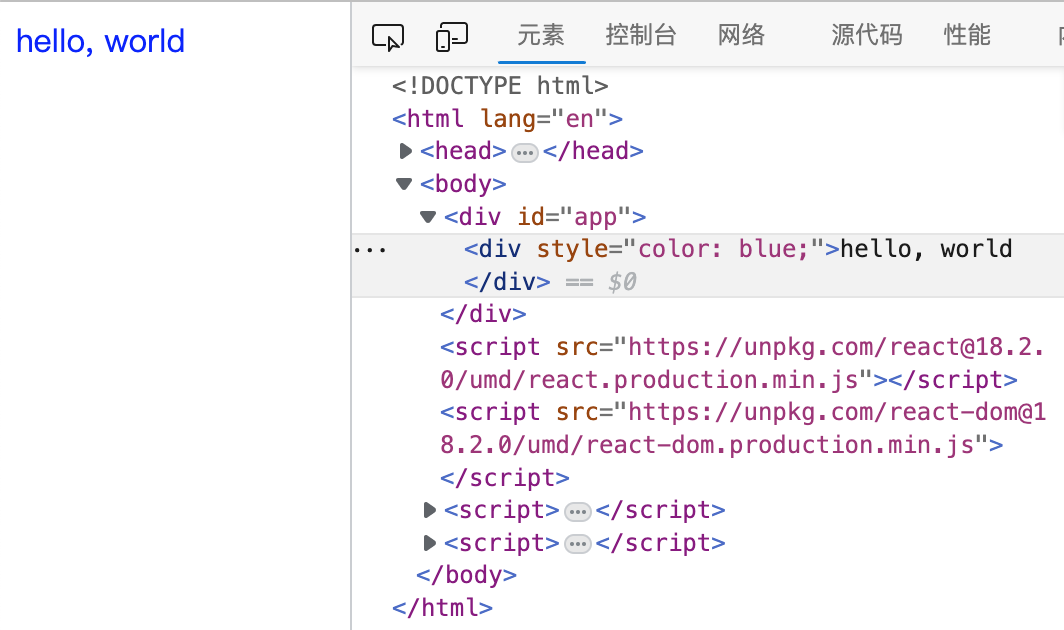 hello, world
元素 控制台 网络 源代码 性能
<!DOCTYPE html>
<html lang="en">
<head>…</head>
<body>
<div id="app">
<div style="color: blue;">hello, world
</div> == $0
</div>
<script src="https://unpkg.com/react@18.2.
0/umd/react.production.min.js"></script>
<script src="https://unpkg.com/react-dom@1
8.2.0/umd/react-dom.production.min.js">
</script>
<script>…</script>
<script>…</script>
</body>
</html>